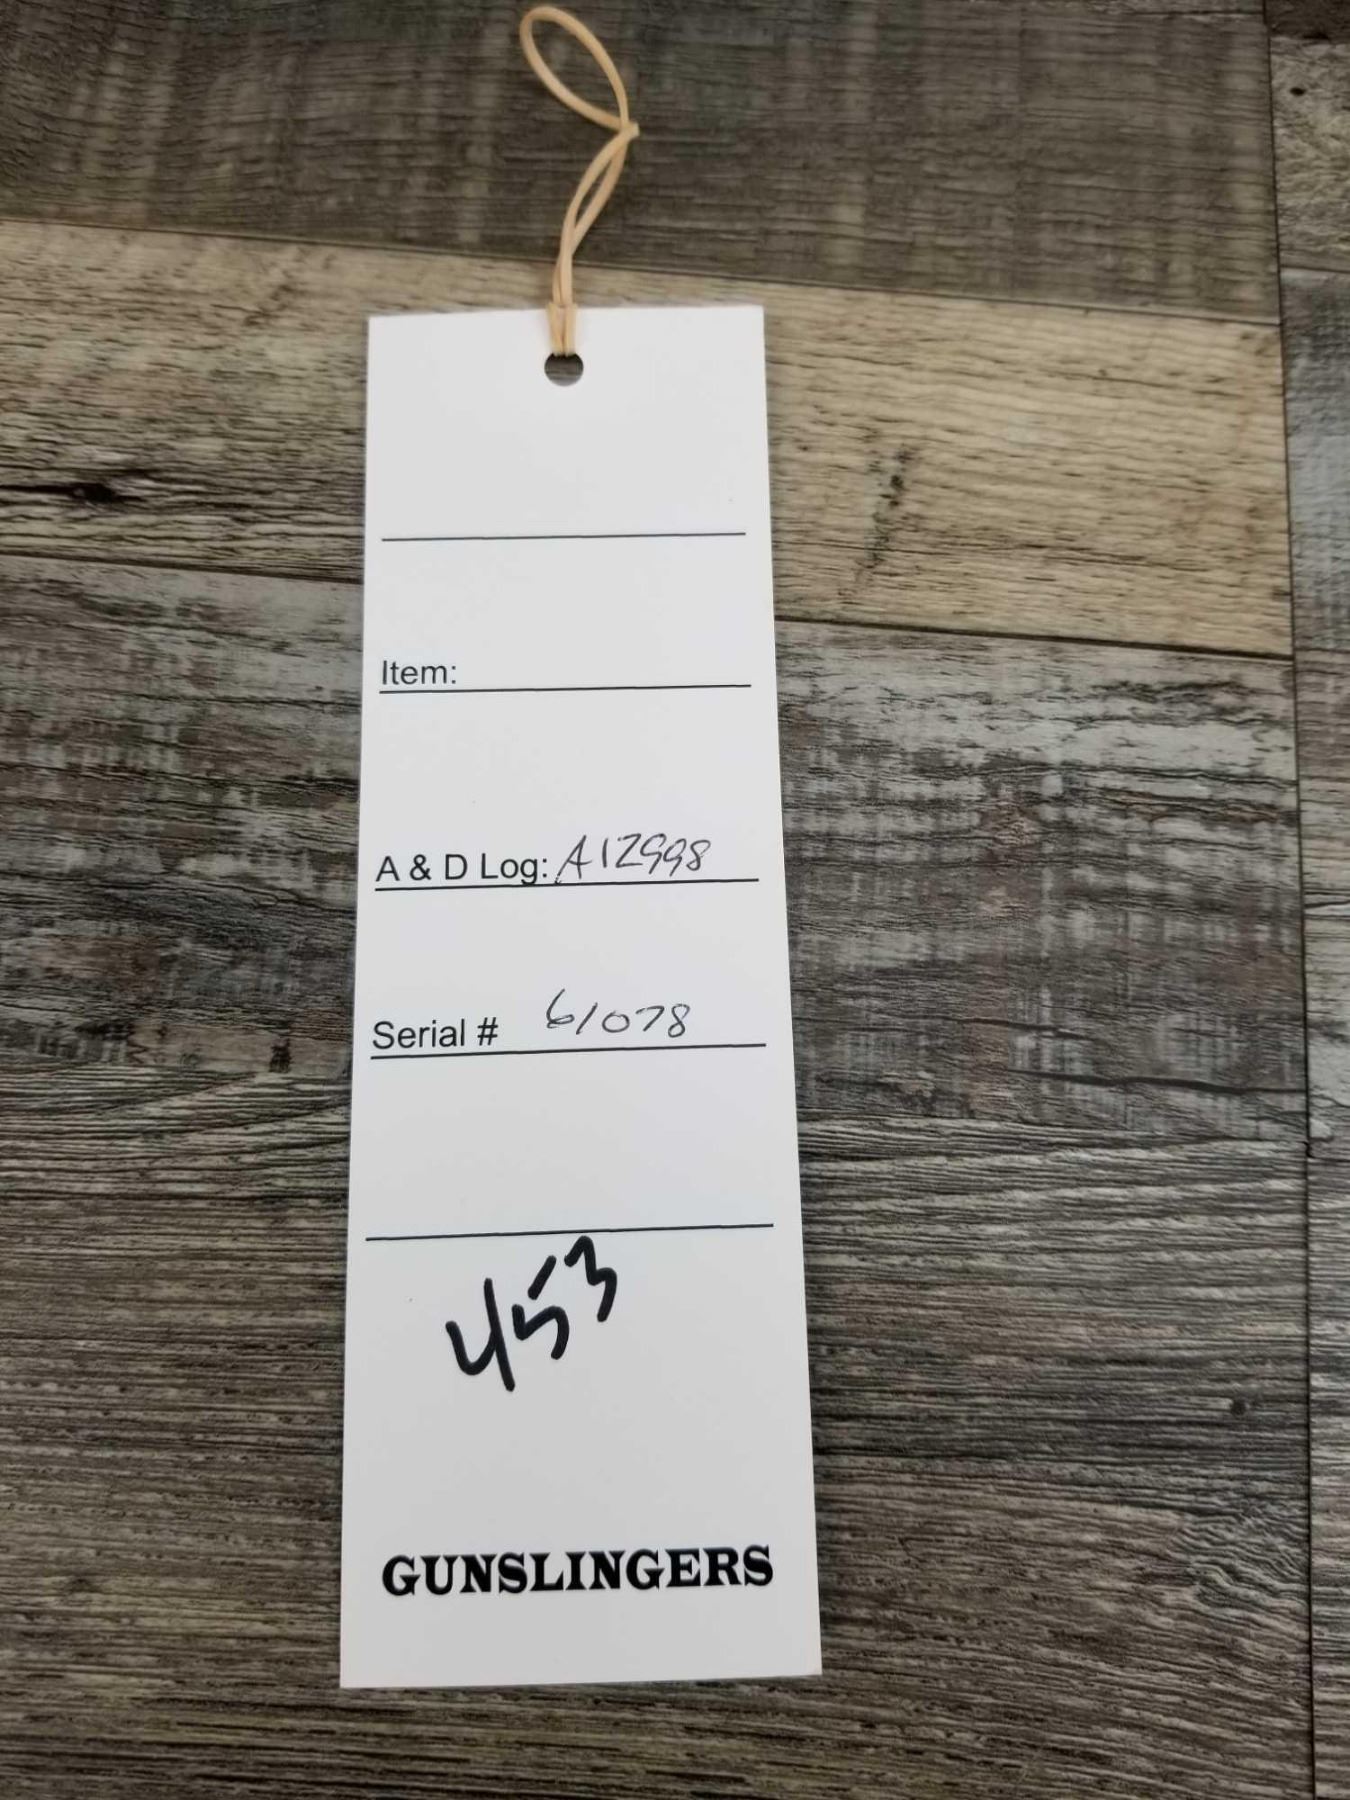 Item:
A & D Log: A12998
Serial # 61078
453
GUNSLINGERS